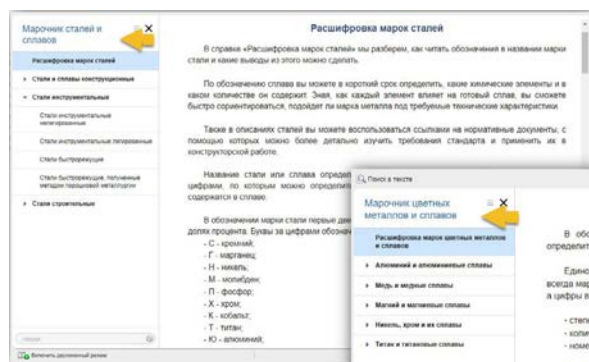 Марочник сталей и
сплавов
Расшифровка марок сталей
Стали и сплавы конструкционные
Стали инструментальные
Стали инструментальные
нелегированные
Стали инструментальные легированные
Стали быстрорежущие
Стали быстрорежущие, полученные
методом порошковой металлургии
Стали строительные
Включить двухоконный режим
Расшифровка марок сталей
В справке «Расшифровка марок сталей» мы разберем, как читать обозначения в названии марки
стали и какие выводы из этого можно сделать.
По обозначению сплава вы можете в короткий срок определить, какие химические элементы и в
каком количестве он содержит. Зная, как каждый элемент влияет на готовый сплав, вы сможете
быстро сориентироваться, подойдет ли марка металла под требуемые технические характеристики.
Также в описаниях сталей вы можете воспользоваться ссылками на нормативные документы, с
помощью которых можно более детально изучить требования стандарта и применить их в
конструкторской работе.
Название стали или сплава определ
цифрами, по которым можно определит
содержатся в сплаве.
В обозначении марки стали первые две
долях процента. Буквы за цифрами обознач
- С - кремний;
- Г - марганец;
- Н - никель;
- М - молибден;
- П - фосфор;
- Х - хром;
- К - кобальт;
- Т - титан;
- Ю - алюминий;
Поиск в тексте
Марочник цветных
металлов и сплавов
Расшифровка марок цветных металлов
и сплавов
Алюминий и алюминиевые сплавы
Медь и медные сплавы
Магний и магниевые сплавы
Никель, хром и их сплавы
Титан и титановые сплавы
В обо
определит
Едино
всегда мар
а цифры в
- степе
- колич
- номе